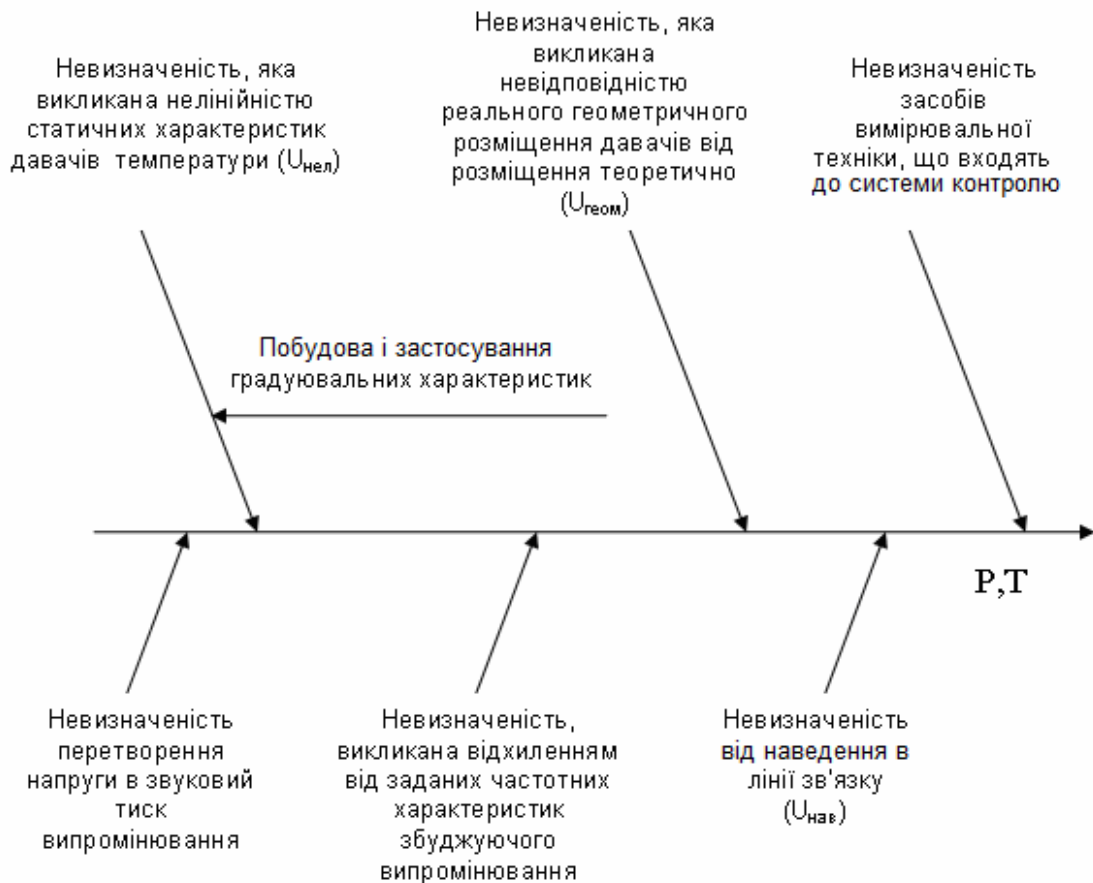 Невизначеність, яка
викликана нелінійністю
статичних характеристик
давачів температури (Uнел)
Невизначеність, яка
викликана
невідповідністю
реального геометричного
розміщення давачів від
розміщення теоретично
(Uгеом)
Невизначеність
засобів
вимірювальної
техніки, що входять
до системи контролю
Побудова і застосування
градуювальних характеристик
P,T
Невизначеність
перетворення
напруги в звуковий
тиск
випромінювання
Невизначеність,
викликана відхиленням
від заданих частотних
характеристик
збуджуючого
випромінювання
Невизначеність
від наведення в
лінії зв'язку
(Uнав)